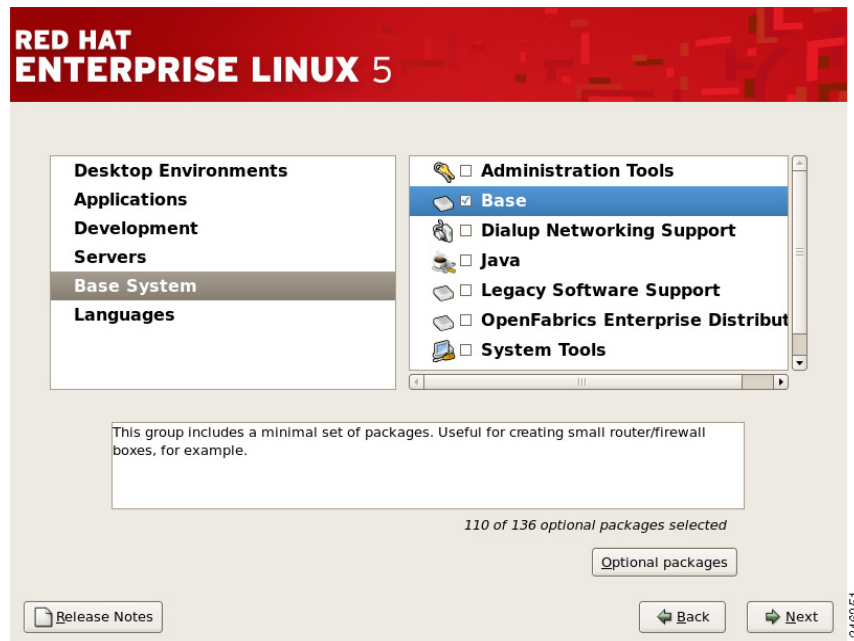 RED HAT
ENTERPRISE LINUX 5
Desktop Environments
Applications
Development
Servers
Base System
Languages
Administration Tools
Base
Dialup Networking Support
Java
Legacy Software Support
OpenFabrics Enterprise Distribut
System Tools
This group includes a minimal set of packages. Useful for creating small router/firewall
boxes, for example.
110 of 136 optional packages selected
Optional packages
Release Notes
Back
Next